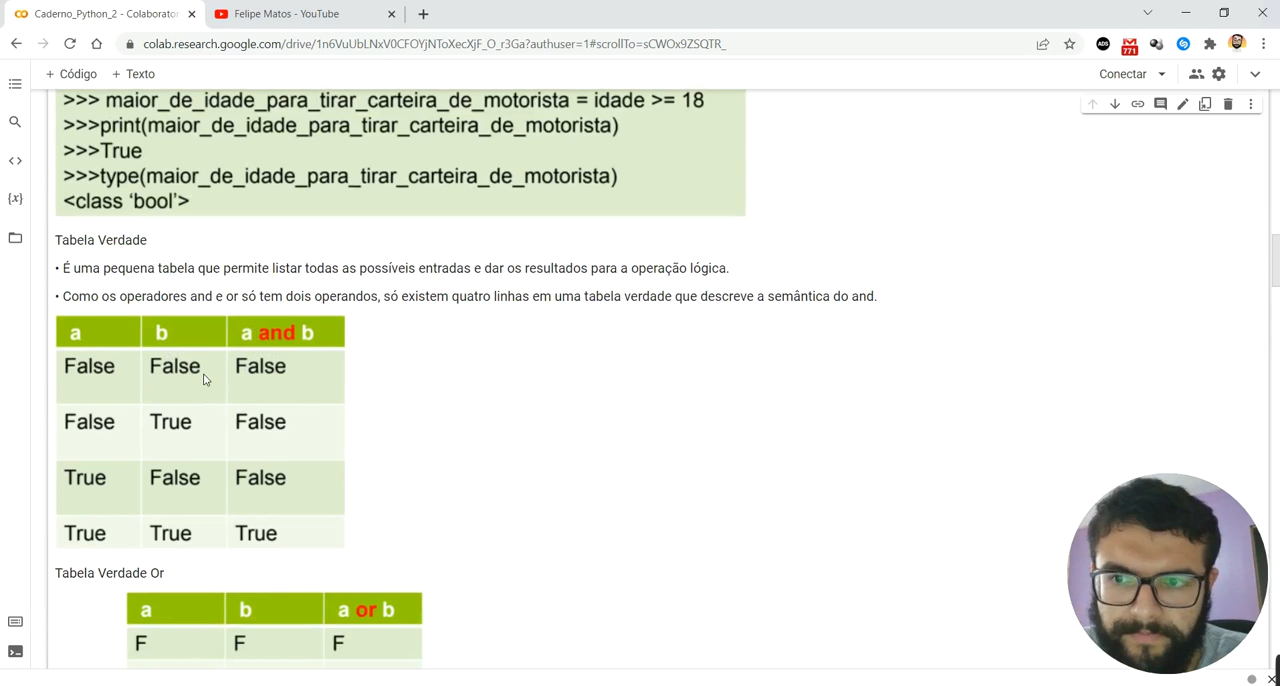 Caderno_Python_2 - Colaborator
Felipe Matos - YouTube
colab.research.google.com/drive/1n6VuUbLNxV0CFOYjNToXecXjF_O_r3Ga?authuser=1#scrollTo=sCWOx9ZSQTR_
ADS
771
+ Código + Texto
Conectar
>>> maior_de_idade_para_tirar_carteira_de_motorista = idade >= 18
>>>print(maior_de_idade_para_tirar_carteira_de_motorista)
>>>True
>>>type(maior_de_idade_para_tirar_carteira_de_motorista)
<class ‘bool’>
Tabela Verdade
• É uma pequena tabela que permite listar todas as possíveis entradas e dar os resultados para a operação lógica.
• Como os operadores and e or só tem dois operandos, só existem quatro linhas em uma tabela verdade que descreve a semântica do and.
a b a and b
False False False
False True False
True False False
True True True
Tabela Verdade Or
a b a or b
F F F